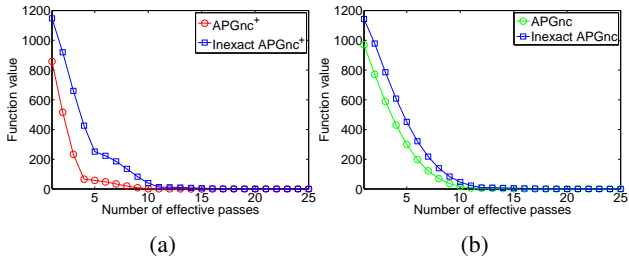 1200
1000
800
600
400
200
0
Function value
5 10 15 20 25
Number of effective passes
APGnc+
Inexact APGnc+
(a)
1200
1000
800
600
400
200
0
Function value
5 10 15 20 25
Number of effective passes
APGnc
Inexact APGnc
(b)